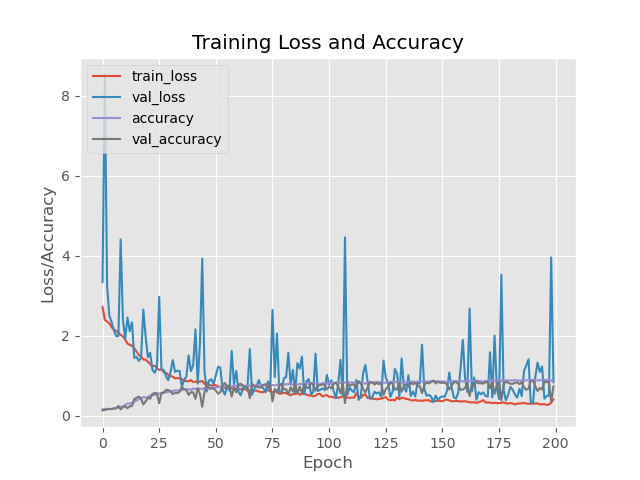 Training Loss and Accuracy
train_loss
val_loss
accuracy
val_accuracy
Loss/Accuracy
8
6
4
2
0
0 25 50 75 100 125 150 175 200
Epoch